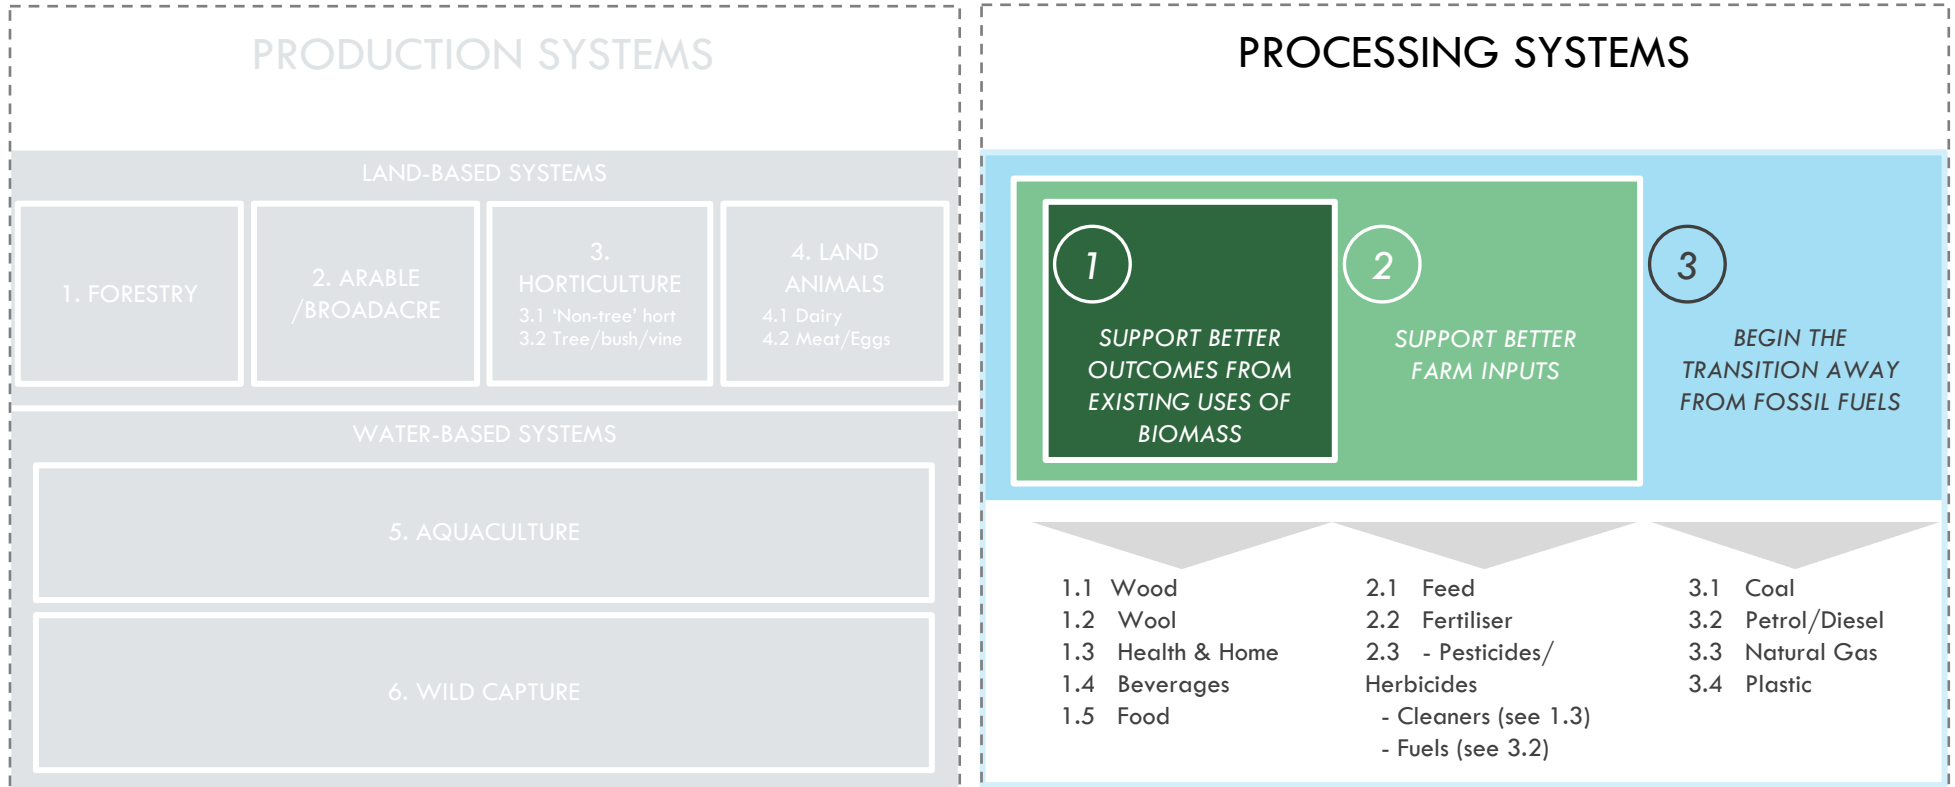 PRODUCTION SYSTEMS
LAND-BASED SYSTEMS
1. FORESTRY
2. ARABLE
/BROADACRE
3.
HORTICULTURE
3.1 ‘Non-tree’ hort
3.2 Tree/bush/vine
4. LAND
ANIMALS
4.1 Dairy
4.2 Meat/Eggs
WATER-BASED SYSTEMS
5. AQUACULTURE
6. WILD CAPTURE
PROCESSING SYSTEMS
1
SUPPORT BETTER
OUTCOMES FROM
EXISTING USES OF
BIOMASS
2
SUPPORT BETTER
FARM INPUTS
3
BEGIN THE
TRANSITION AWAY
FROM FOSSIL FUELS
1.1 Wood
1.2 Wool
1.3 Health & Home
1.4 Beverages
1.5 Food
2.1 Feed
2.2 Fertiliser
2.3 - Pesticides/
Herbicides
- Cleaners (see 1.3)
- Fuels (see 3.2)
3.1 Coal
3.2 Petrol/Diesel
3.3 Natural Gas
3.4 Plastic